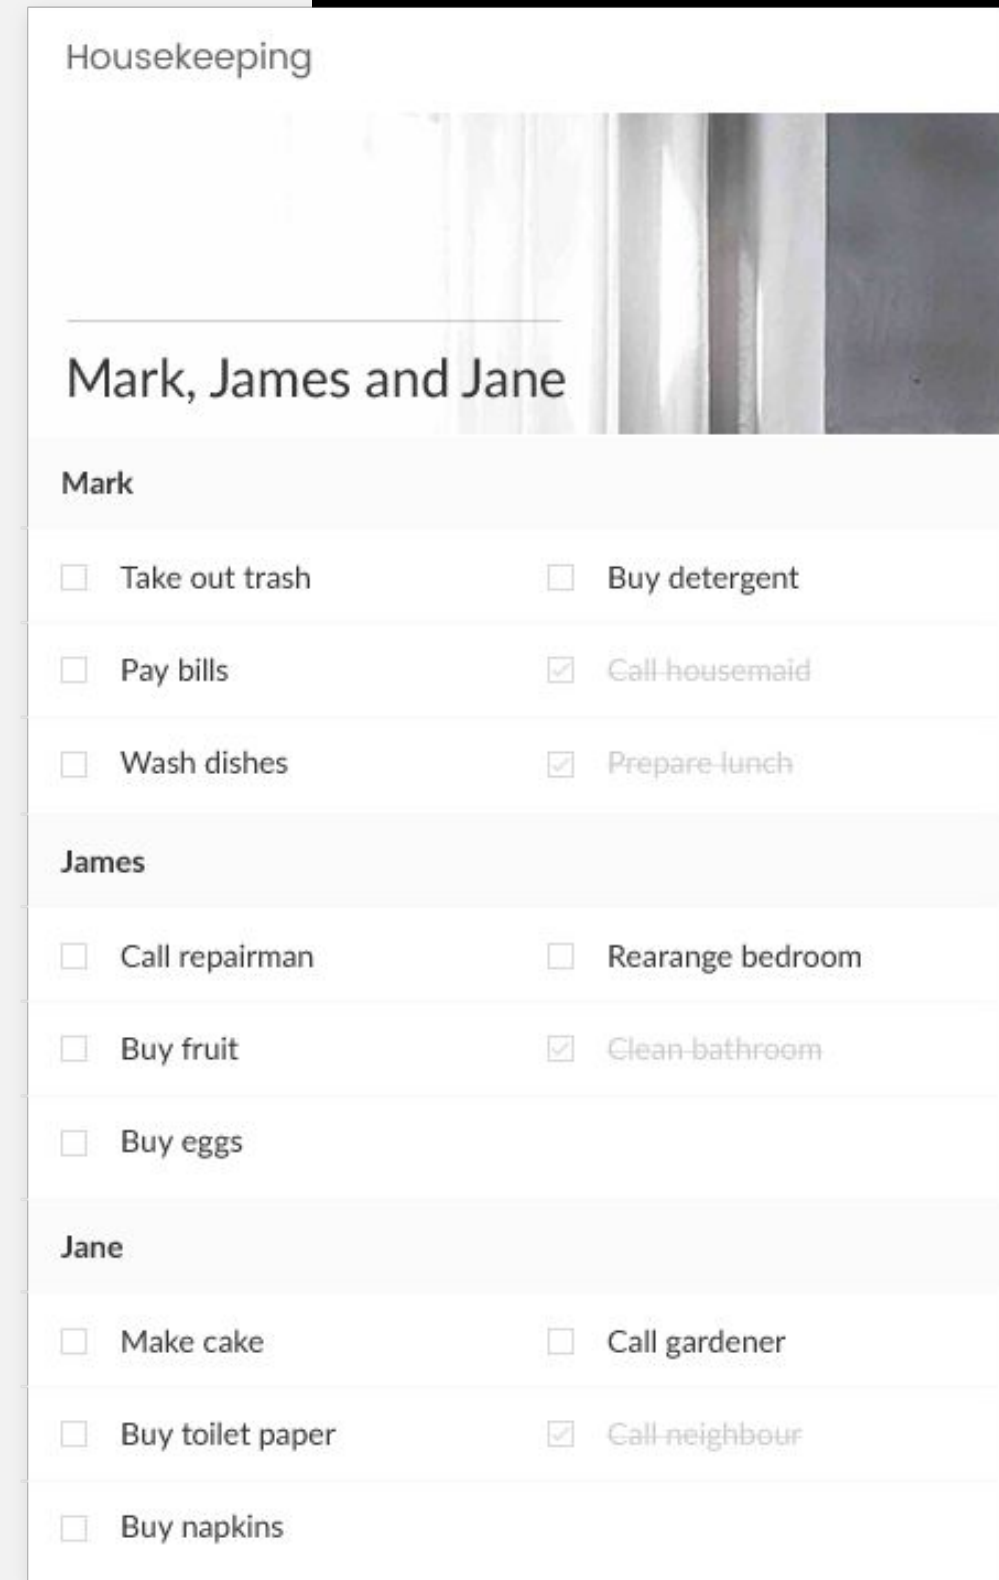 Housekeeping
Mark, James and Jane
Mark
Take out trash
Buy detergent
Pay bills
Call housemaid
Wash dishes
Prepare lunch
James
Call repairman
Rearange bedroom
Buy fruit
Clean bathroom
Buy eggs
Jane
Make cake
Call gardener
Buy toilet paper
Call neighbour
Buy napkins